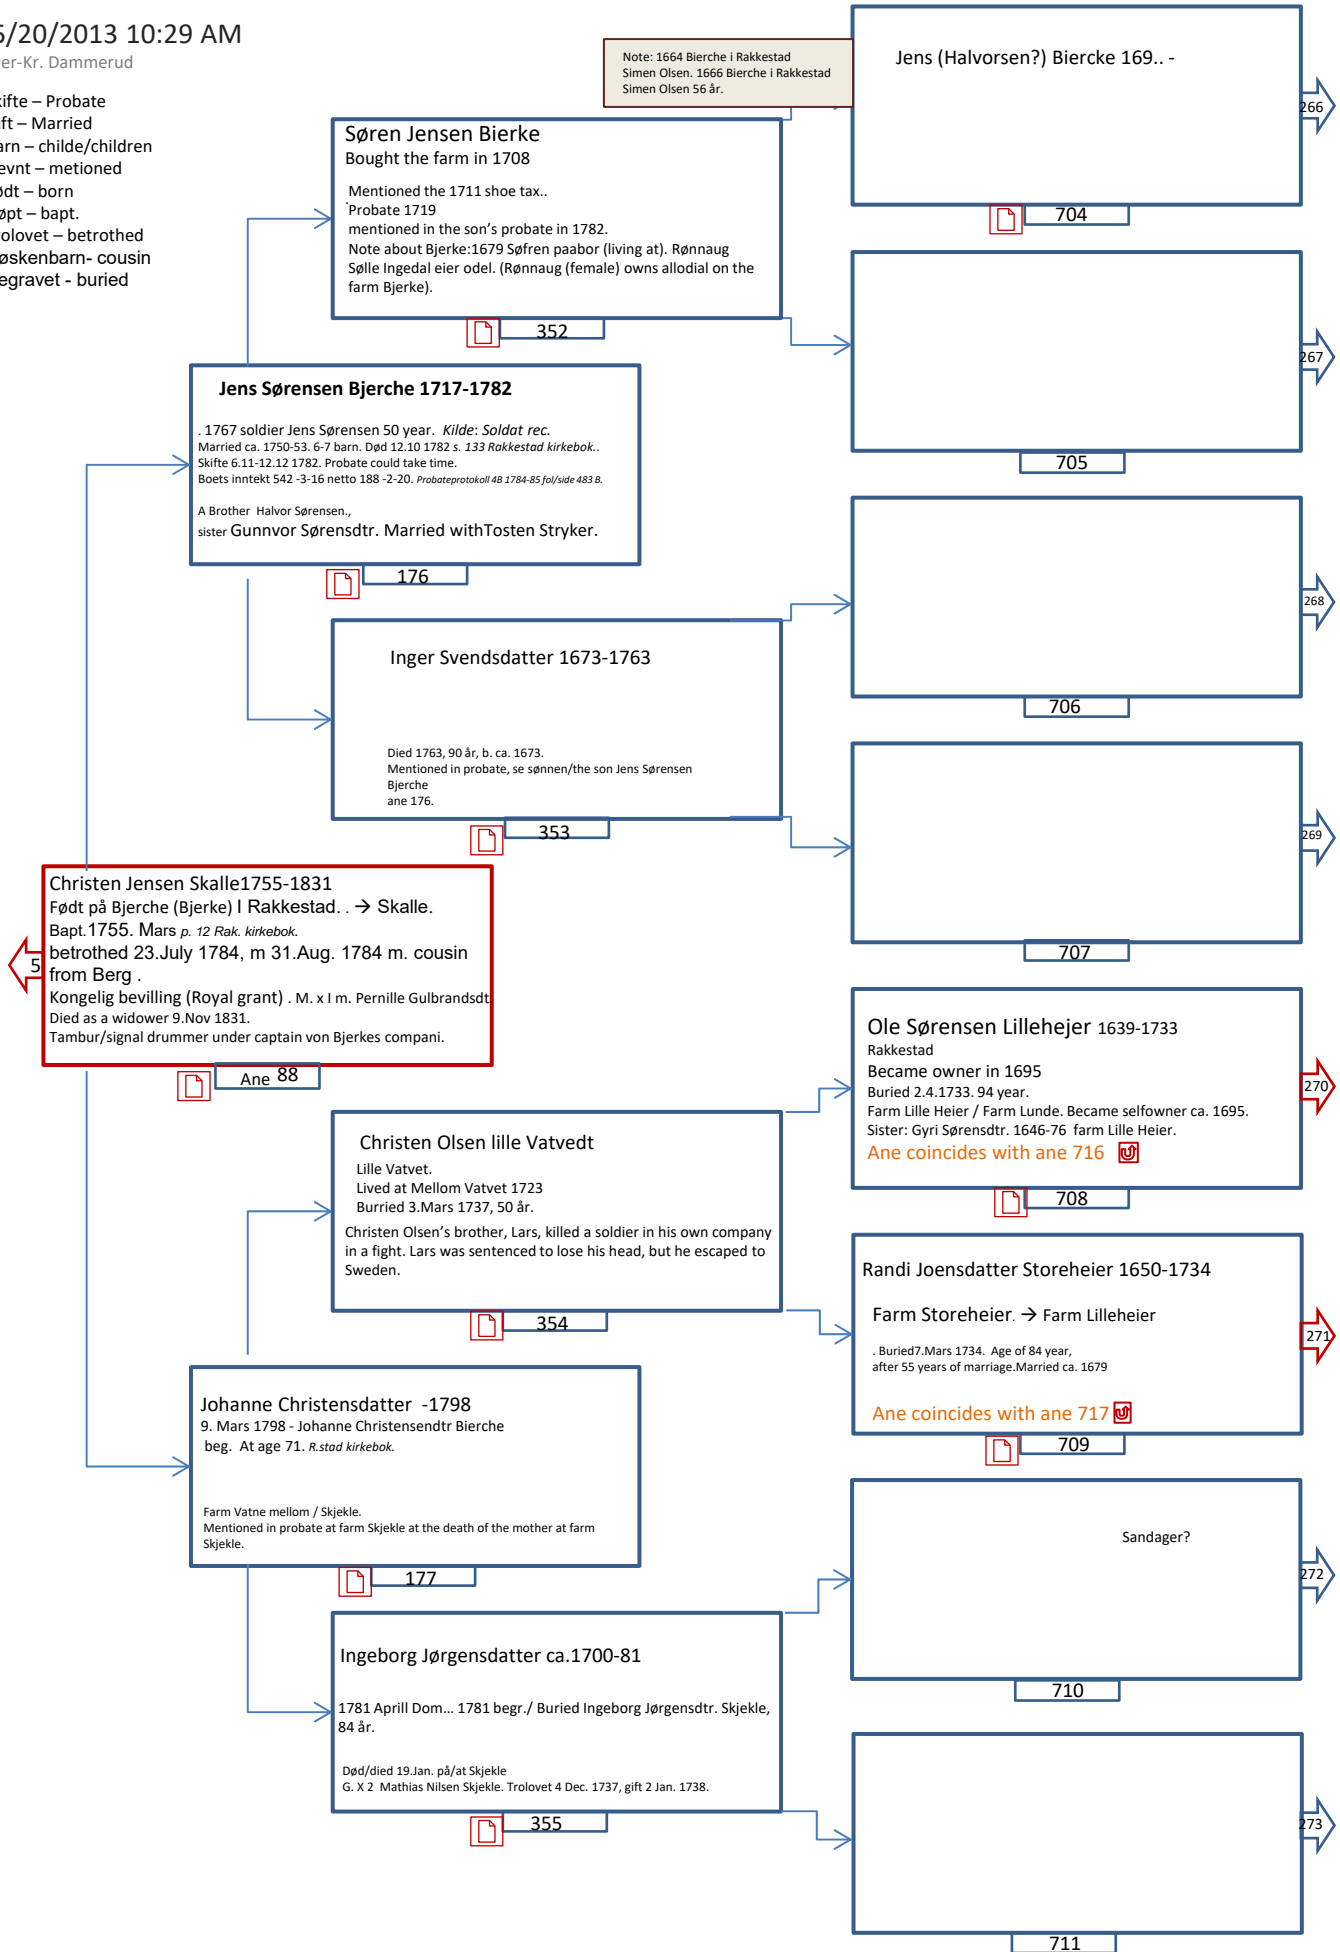 5/20/2013 10:29 AM
er-Kr. Dammerud
kifte – Probate
ift – Married
arn – childe/children
evnt – metioned
ødt – born
øpt – bapt.
rolovet – betrothed
øskenbarn- cousin
egravet - buried
Note: 1664 Bierche i Rakkestad
Simen Olsen. 1666 Bierche i Rakkestad
Simen Olsen 56 år.
Jens (Halvorsen?) Biercke 169.. -
266
704
Søren Jensen Bierke
Bought the farm in 1708
Mentioned the 1711 shoe tax..
Probate 1719
mentioned in the son’s probate in 1782.
Note about Bjerke:1679 Søfren paabor (living at). Rønnaug
Sølle Ingedal eier odel. (Rønnaug (female) owns allodial on the
farm Bjerke).
352
267
705
Jens Sørensen Bjerche 1717-1782
. 1767 soldier Jens Sørensen 50 year. Kilde: Soldat rec.
Married ca. 1750-53. 6-7 barn. Død 12.10 1782 s. 133 Rakkestad kirkebok..
Skifte 6.11-12.12 1782. Probate could take time.
Boets inntekt 542 -3-16 netto 188 -2-20. Probateprotokoll 4B 1784-85 fol/side 483 B.
A Brother Halvor Sørensen.,
sister Gunnvor Sørensdtr. Married withTosten Stryker.
176
268
706
Inger Svendsdatter 1673-1763
Died 1763, 90 år, b. ca. 1673.
Mentioned in probate, se sønnen/the son Jens Sørensen
Bjerche
ane 176.
353
269
707
Christen Jensen Skalle1755-1831
Født på Bjerche (Bjerke) I Rakkestad. . → Skalle.
Bapt.1755. Mars p. 12 Rak. kirkebok.
betrothed 23.July 1784, m 31.Aug. 1784 m. cousin
from Berg .
Kongelig bevilling (Royal grant) . M. x I m. Pernille Gulbrandsdt.
Died as a widower 9.Nov 1831.
Tambur/signal drummer under captain von Bjerkes compani.
5
Ane 88
Ole Sørensen Lillehejer 1639-1733
Rakkestad
Became owner in 1695
Buried 2.4.1733. 94 year.
Farm Lille Heier / Farm Lunde. Became selfowner ca. 1695.
Sister: Gyri Sørensdtr. 1646-76 farm Lille Heier.
Ane coincides with ane 716
270
708
Christen Olsen lille Vatvedt
Lille Vatvet.
Lived at Mellom Vatvet 1723
Burried 3.Mars 1737, 50 år.
Christen Olsen’s brother, Lars, killed a soldier in his own company
in a fight. Lars was sentenced to lose his head, but he escaped to
Sweden.
354
Randi Joensdatter Storeheier 1650-1734
Farm Storeheier. → Farm Lilleheier
. Buried7.Mars 1734. Age of 84 year,
after 55 years of marriage.Married ca. 1679
Ane coincides with ane 717
271
709
Johanne Christensdatter -1798
9. Mars 1798 - Johanne Christensendtr Bierche
beg. At age 71. R.stad kirkebok.
Farm Vatne mellom / Skjekle.
Mentioned in probate at farm Skjekle at the death of the mother at farm
Skjekle.
177
Sandager?
272
710
Ingeborg Jørgensdatter ca.1700-81
1781 Aprill Dom... 1781 begr./ Buried Ingeborg Jørgensdtr. Skjekle,
84 år.
Død/died 19.Jan. på/at Skjekle
G. X 2 Mathias Nilsen Skjekle. Trolovet 4 Dec. 1737, gift 2 Jan. 1738.
355
273
711